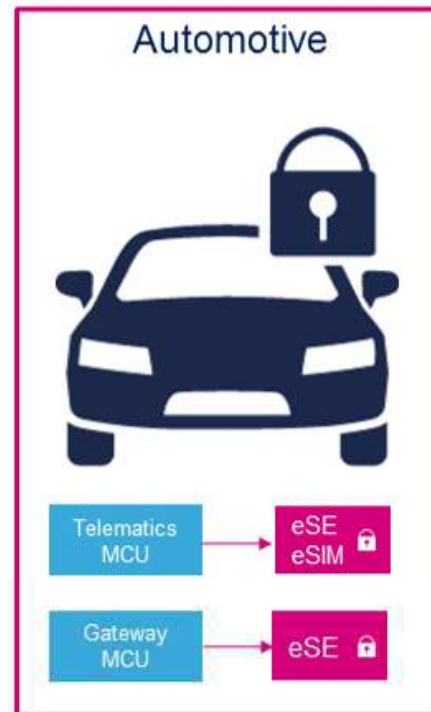 Automotive
Telematics
MCU
eSE
eSIM
Gateway
MCU
eSE